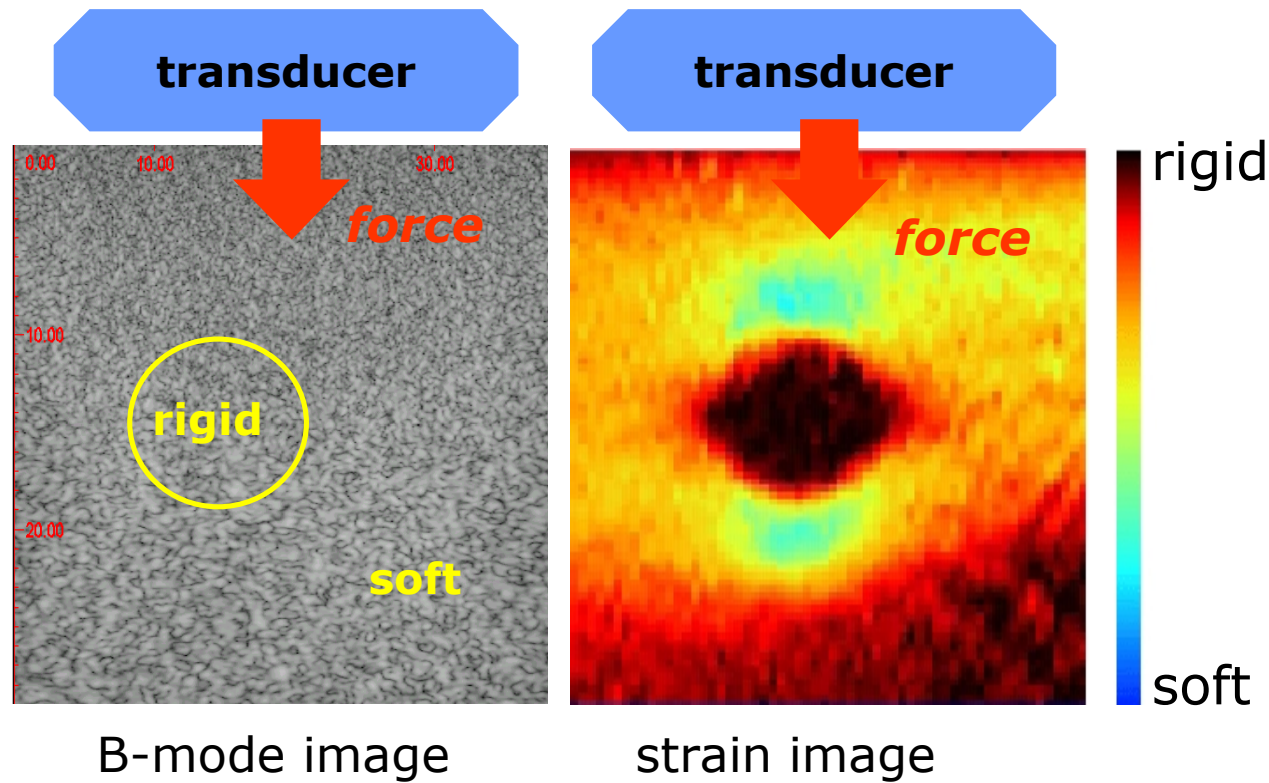 transducer
transducer
0.00 10.00 30.00
force
force
10.00
rigid
20.00
soft
rigid
soft
B-mode image
strain image